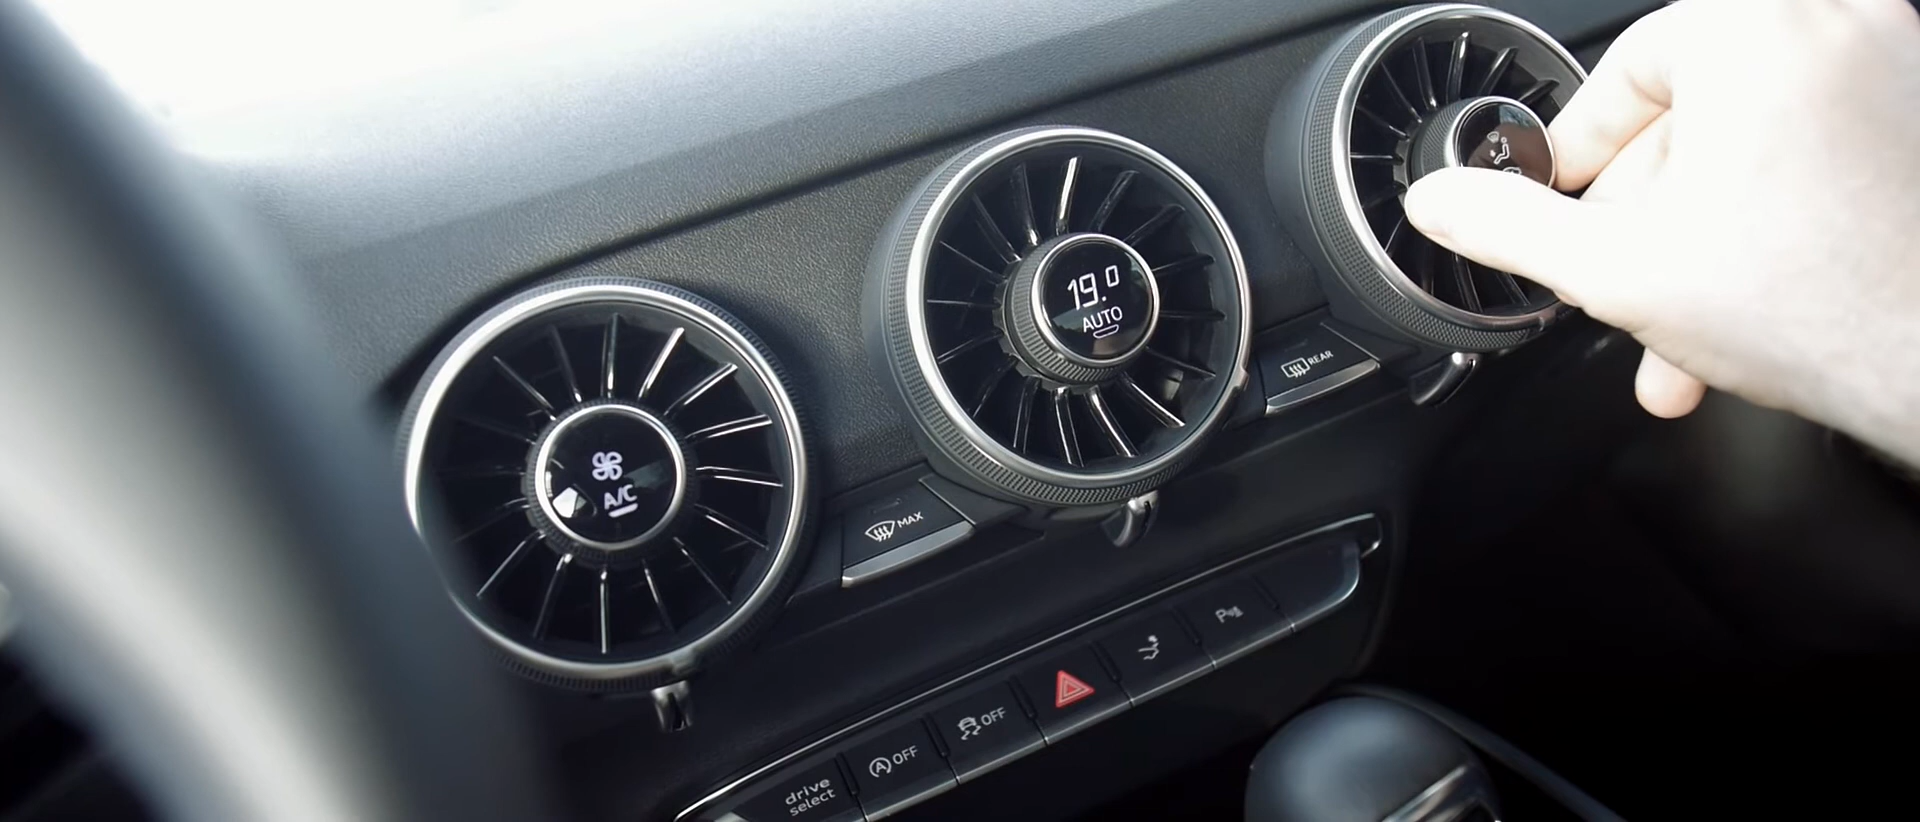 A/C
19.0
AUTO
MAX
REAR
drive
select
OFF
OFF
P